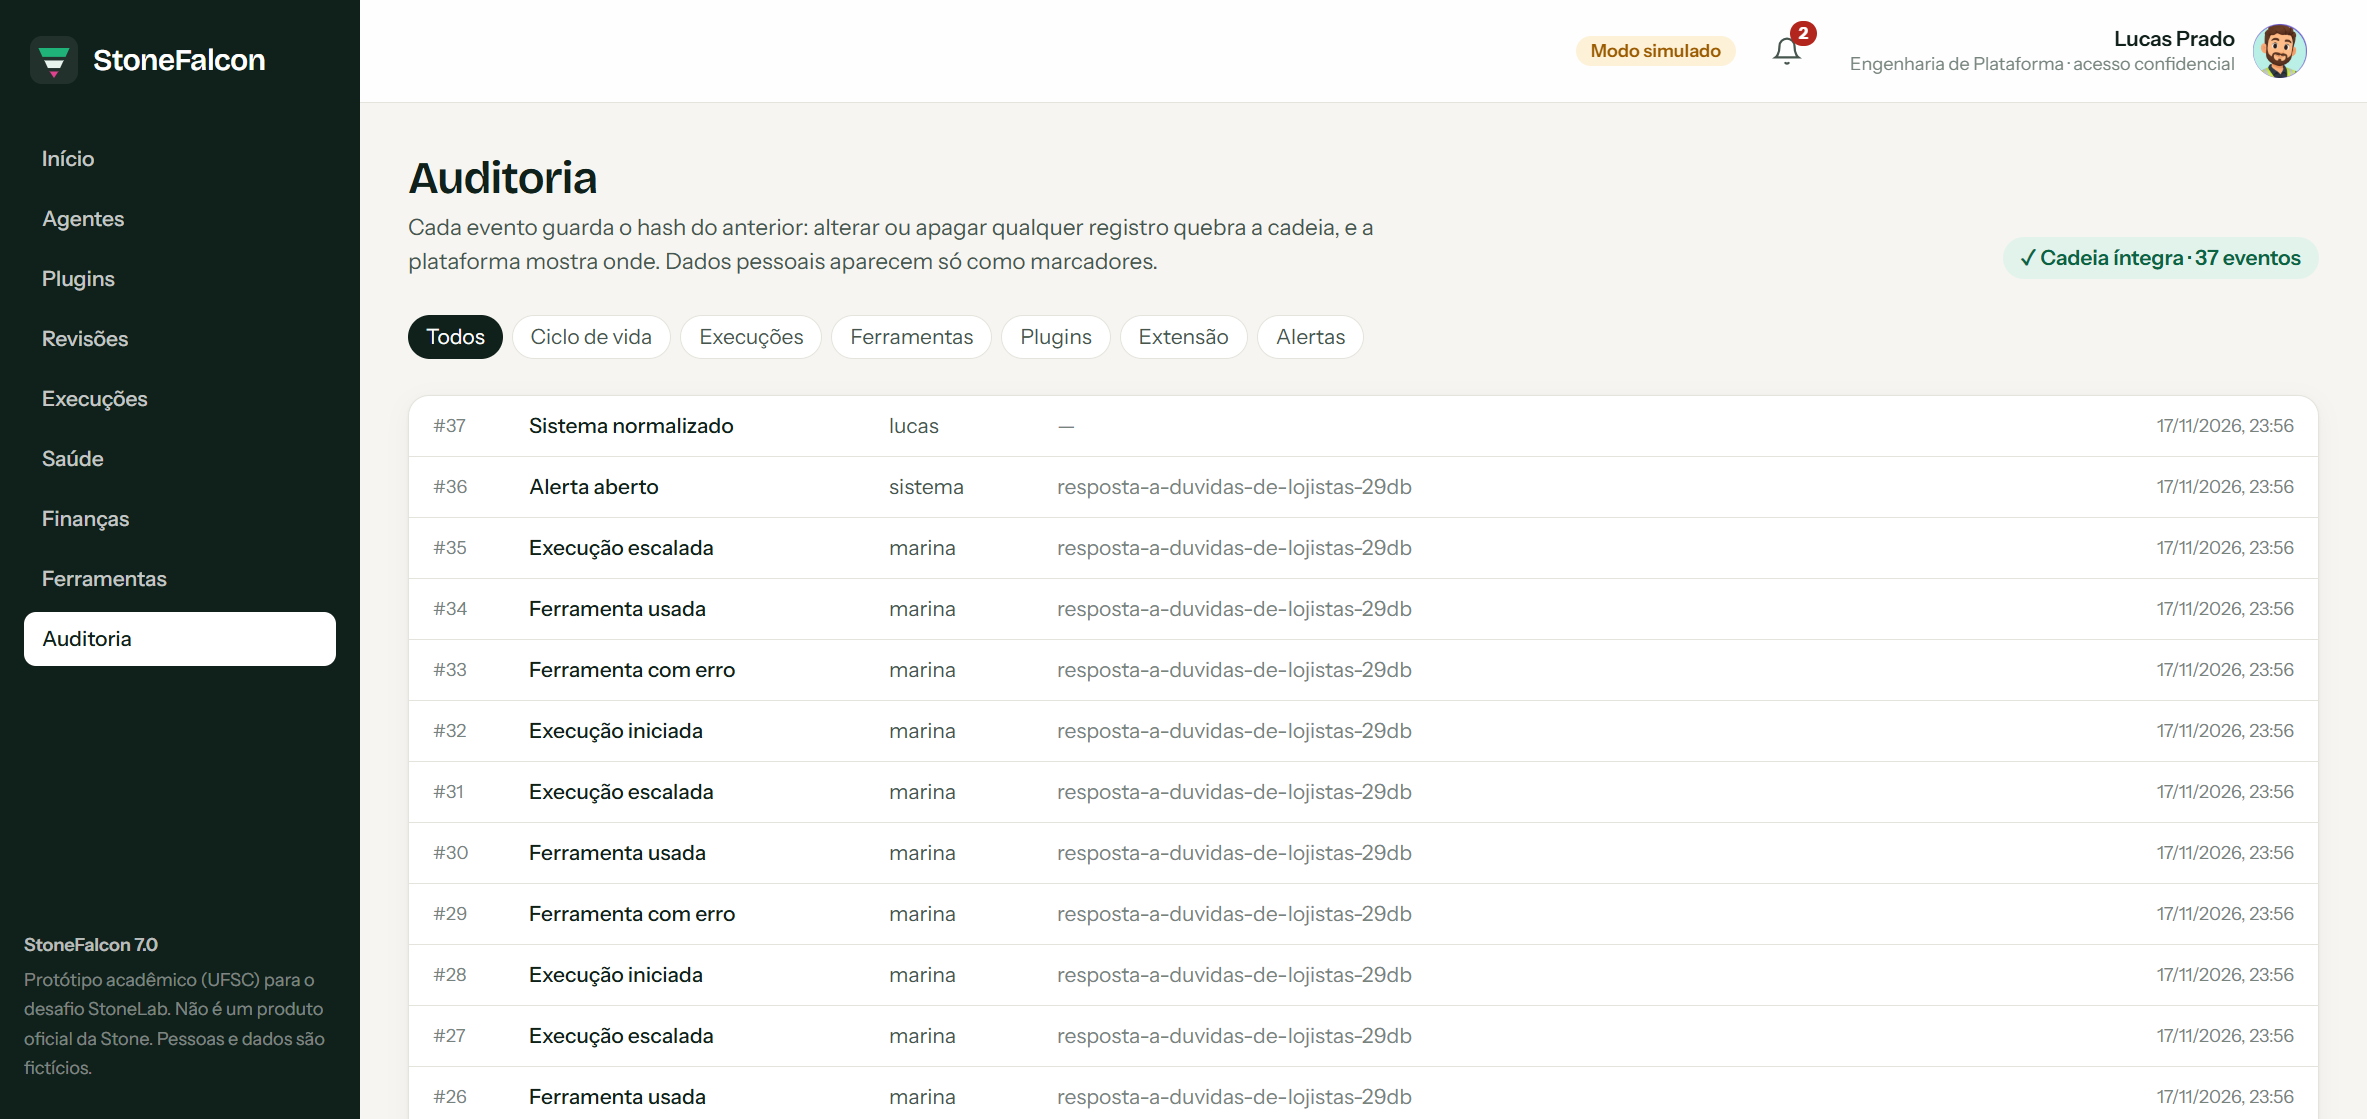 StoneFalcon
Início
Agentes
Plugins
Revisões
Execuções
Saúde
Finanças
Ferramentas
Auditoria
StoneFalcon 7.0
Protótipo acadêmico (UFSC) para o
desafio StoneLab. Não é um produto
oficial da Stone. Pessoas e dados são
fictícios.
Modo simulado
2
Lucas Prado
Engenharia de Plataforma · acesso confidencial
Auditoria
Cada evento guarda o hash do anterior: alterar ou apagar qualquer registro quebra a cadeia, e a
plataforma mostra onde. Dados pessoais aparecem só como marcadores.
✓ Cadeia íntegra · 37 eventos
Todos Ciclo de vida Execuções Ferramentas Plugins Extensão Alertas
#37 Sistema normalizado lucas — 17/11/2026, 23:56
#36 Alerta aberto sistema resposta-a-duvidas-de-lojistas-29db 17/11/2026, 23:56
#35 Execução escalada marina resposta-a-duvidas-de-lojistas-29db 17/11/2026, 23:56
#34 Ferramenta usada marina resposta-a-duvidas-de-lojistas-29db 17/11/2026, 23:56
#33 Ferramenta com erro marina resposta-a-duvidas-de-lojistas-29db 17/11/2026, 23:56
#32 Execução iniciada marina resposta-a-duvidas-de-lojistas-29db 17/11/2026, 23:56
#31 Execução escalada marina resposta-a-duvidas-de-lojistas-29db 17/11/2026, 23:56
#30 Ferramenta usada marina resposta-a-duvidas-de-lojistas-29db 17/11/2026, 23:56
#29 Ferramenta com erro marina resposta-a-duvidas-de-lojistas-29db 17/11/2026, 23:56
#28 Execução iniciada marina resposta-a-duvidas-de-lojistas-29db 17/11/2026, 23:56
#27 Execução escalada marina resposta-a-duvidas-de-lojistas-29db 17/11/2026, 23:56
#26 Ferramenta usada marina resposta-a-duvidas-de-lojistas-29db 17/11/2026, 23:56